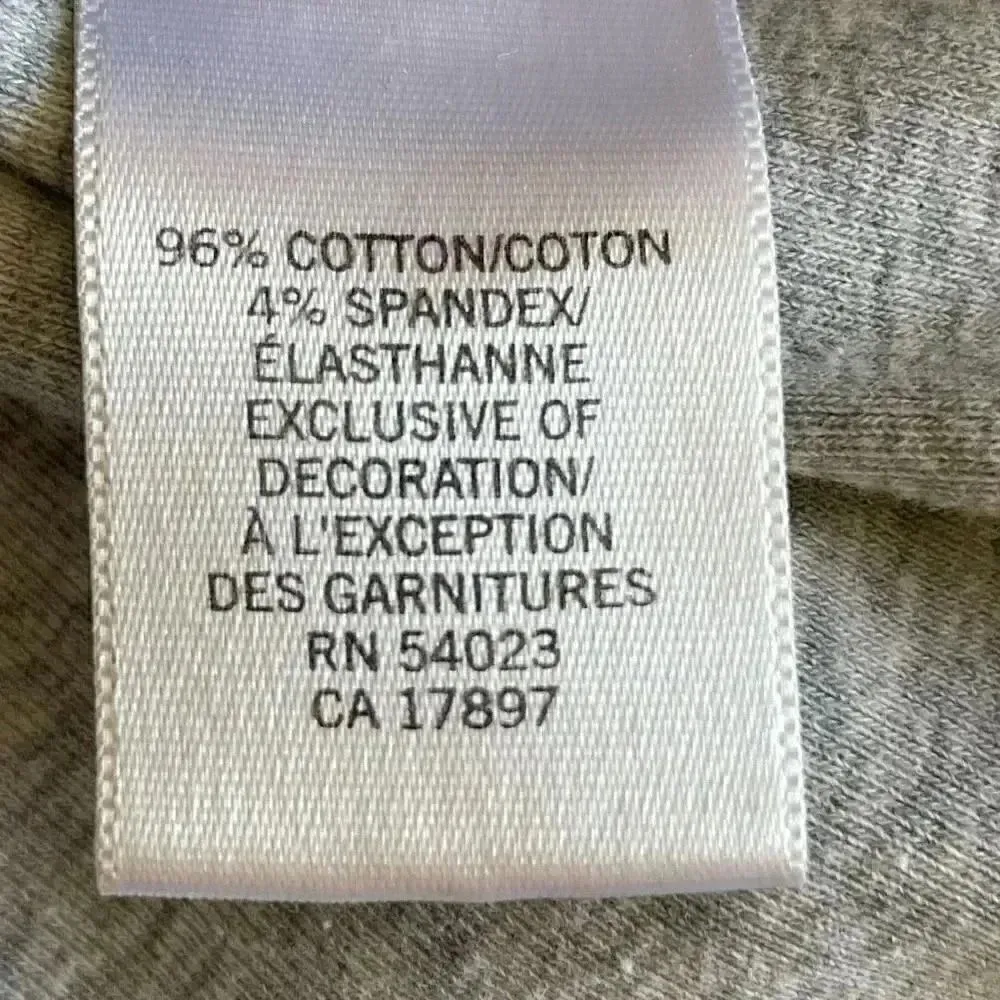 96% COTTON/COTON
4% SPANDEX/
ÉLASTHANNE
EXCLUSIVE OF
DECORATION/
À L'EXCEPTION
DES GARNITURES
RN 54023
CA 17897